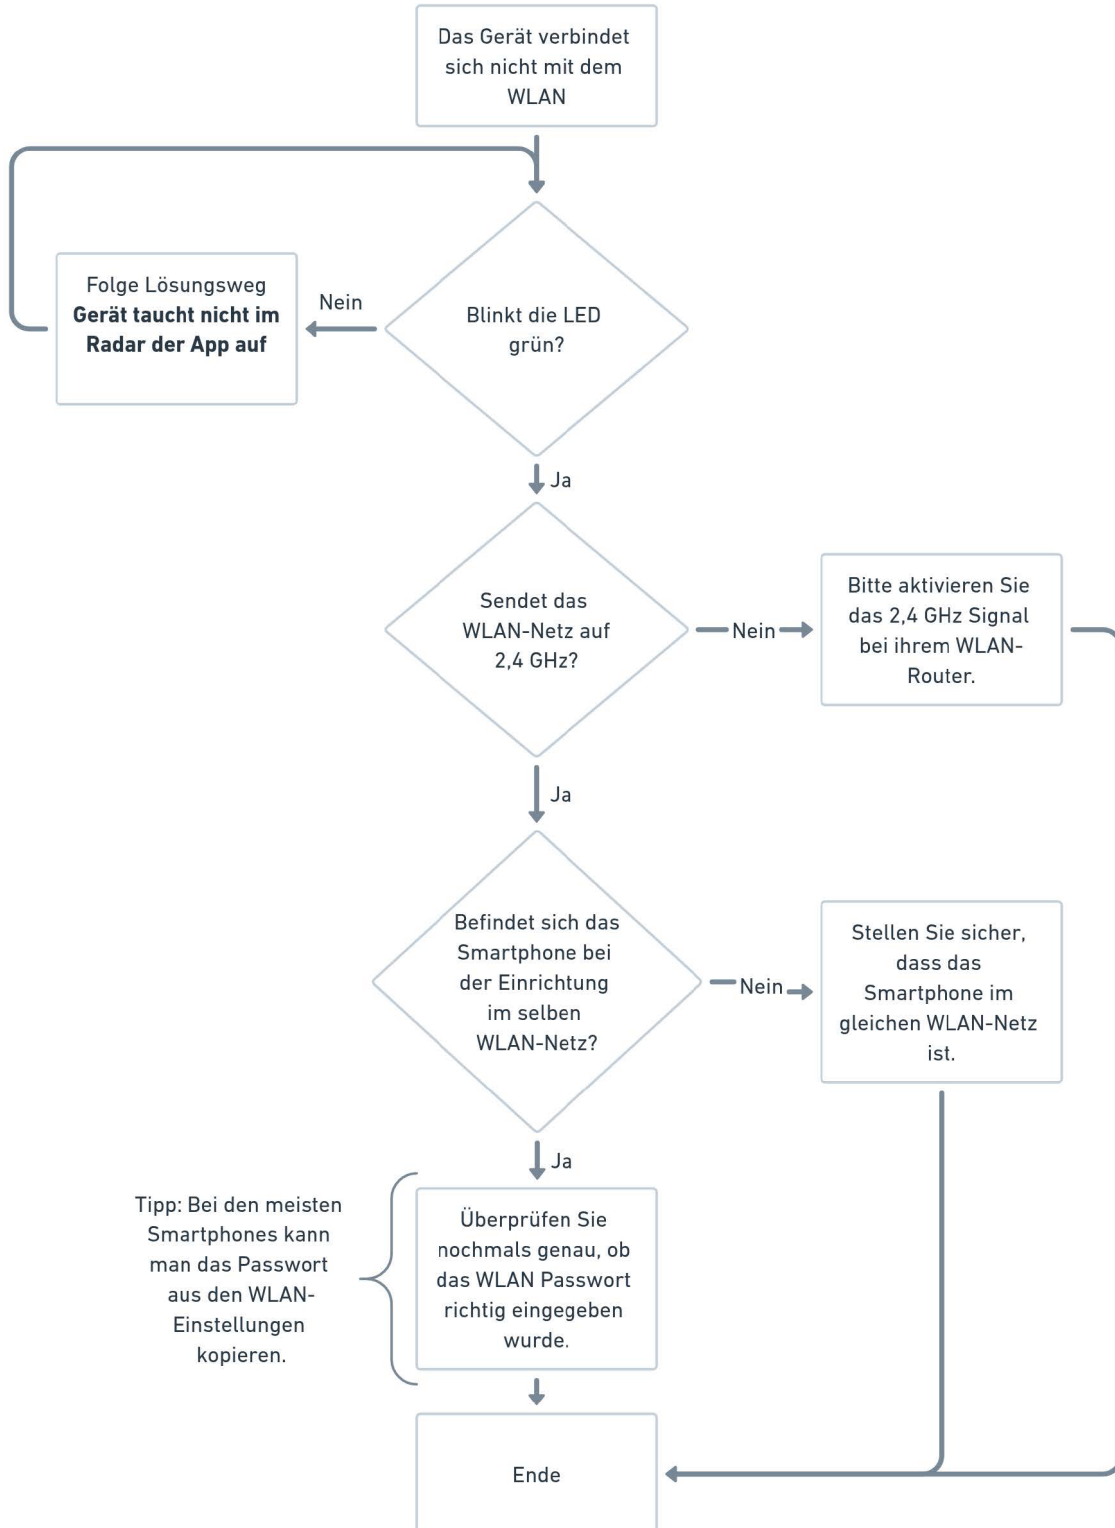 Das Gerät verbindet
sich nicht mit dem
WLAN
Folge Lösungsweg
Gerät taucht nicht im
Radar der App auf
Nein
Blinkt die LED
grün?
Ja
Sendet das
WLAN-Netz auf
2,4 GHz?
Nein
Bitte aktivieren Sie
das 2,4 GHz Signal
bei ihrem WLAN-
Router.
Ja
Befindet sich das
Smartphone bei
der Einrichtung
im selben
WLAN-Netz?
Nein
Stellen Sie sicher,
dass das
Smartphone im
gleichen WLAN-Netz
ist.
Ja
Tipp: Bei den meisten
Smartphones kann
man das Passwort
aus den WLAN-
Einstellungen
kopieren.
Überprüfen Sie
nochmals genau, ob
das WLAN Passwort
richtig eingegeben
wurde.
Ende